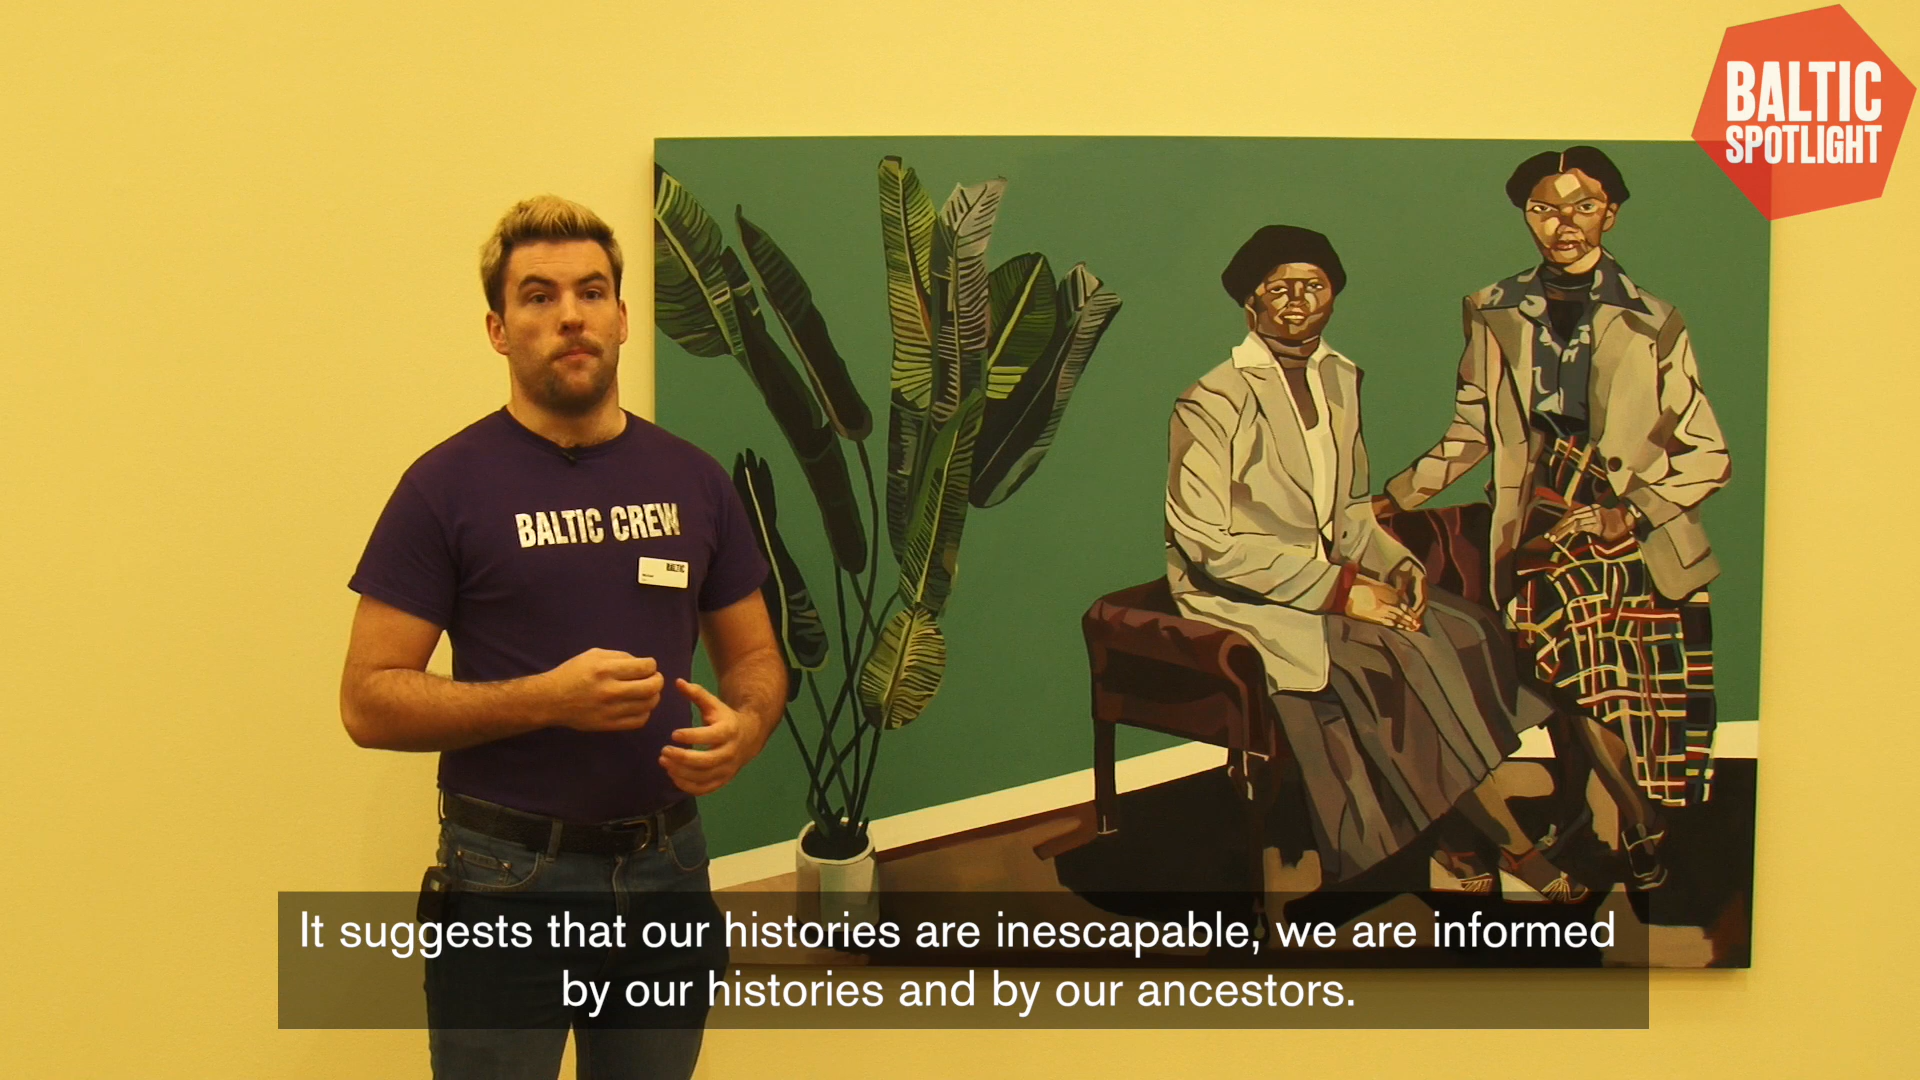 BALTIC
SPOTLIGHT
BALTIC CREW
BALTIC
It suggests that our histories are inescapable, we are informed
by our histories and by our ancestors.